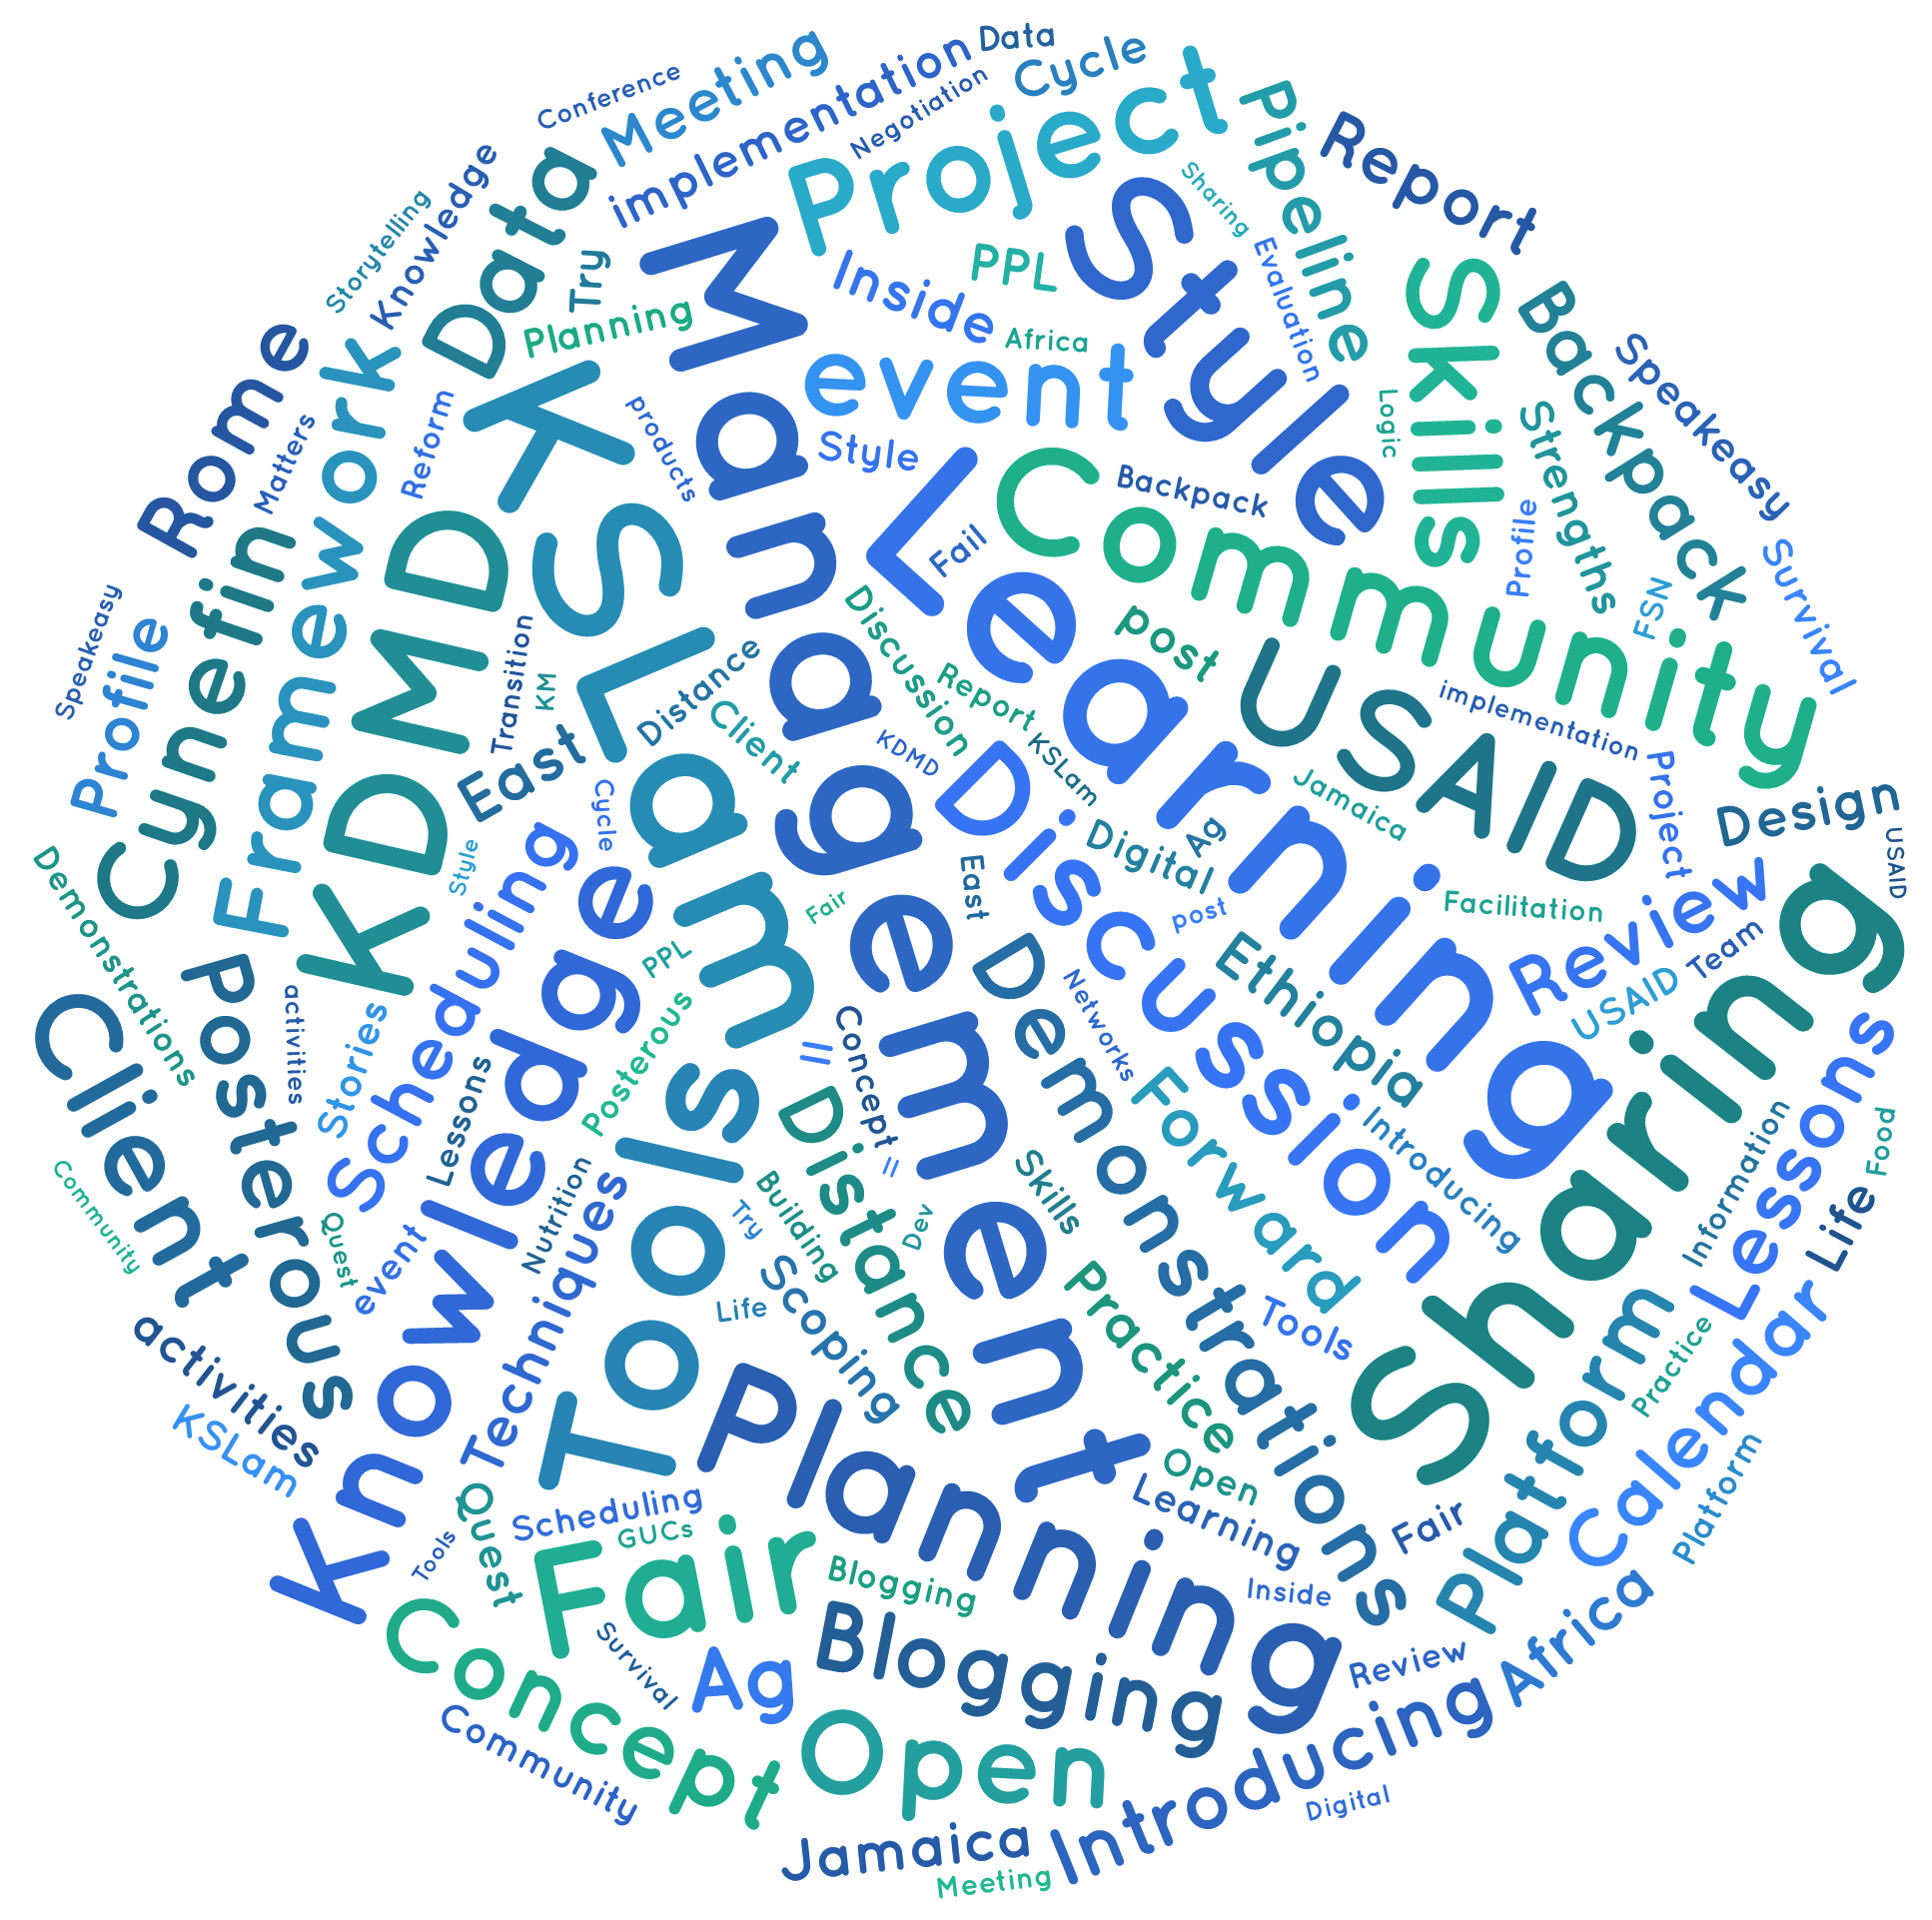 Data
Cycle
Meeting
implementation
Conference
Negotiation
Project
Pipeline
Report
Sharing
Data
Knowledge
Storytelling
Try
Planning
Management
Inside
PPL
Style
Evaluation
Skills
Backpack
Speakeasy
Africa
event
Style
Logic
Strengths
Rome
Matters
Framework
Reform
KSLam
products
Learning
Fail
Community
Backpack
Profile
FSN
Survival
Cynefin
KDMD
Transition
KM
Distance
Client
Discussion
Report
KSLam
post
USAID
implementation
Speakeasy
Profile
East
Cycle
KDMD
Discussion
Digital
Ag
Jamaica
Project
Design
USAID
Style
Scheduling
Knowledge
Fair
East
post
Facilitation
Review
Team
USAID
Sharing
Demonstrations
Posterous
activities
Stories
PPL
Posterous
Demonstrations
Networks
Ethiopia
Client
Lessons
Tools
II
Concept
II
Distance
Forward
Introducing
Information
Lessons
Food
Life
Community
Quest
event
Nutrition
Techniques
Try
Building
Dev
Skills
Life
Scoping
Practice
Tools
Platform
Practice
Calendar
Platform
activities
KSLam
Quest
Scheduling
GUCs
Tools
Planning
Open
Learning
Fair
Fair
Blogging
Inside
Concept
Survival
Ag
Blogging
Review
Africa
Community
Open
Introducing
Digital
Jamaica
Meeting